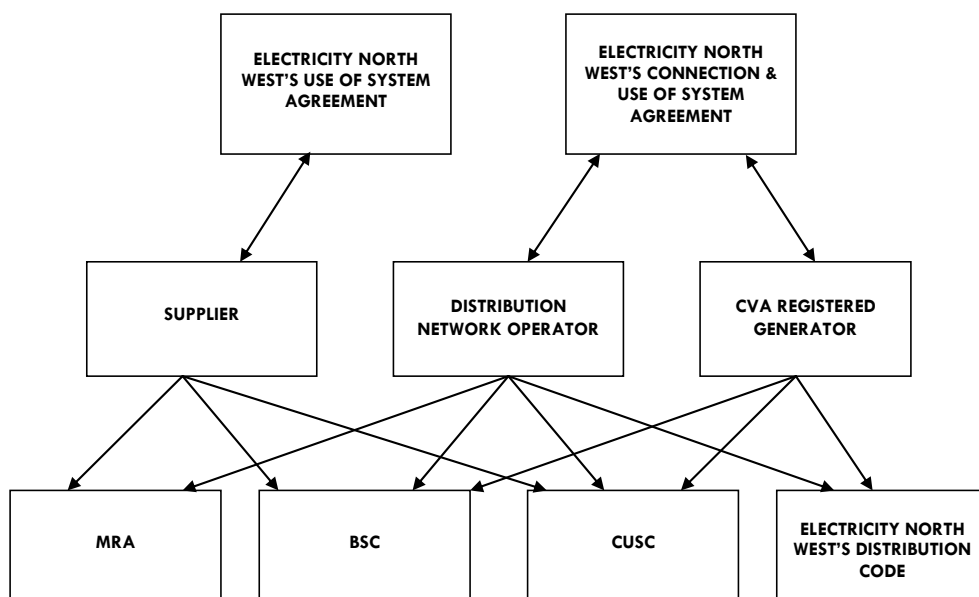 ELECTRICITY NORTH
WEST'S USE OF SYSTEM
AGREEMENT
ELECTRICITY NORTH
WEST'S CONNECTION &
USE OF SYSTEM
AGREEMENT
SUPPLIER
DISTRIBUTION
NETWORK OPERATOR
CVA REGISTERED
GENERATOR
MRA
BSC
CUSC
ELECTRICITY NORTH
WEST'S DISTRIBUTION
CODE